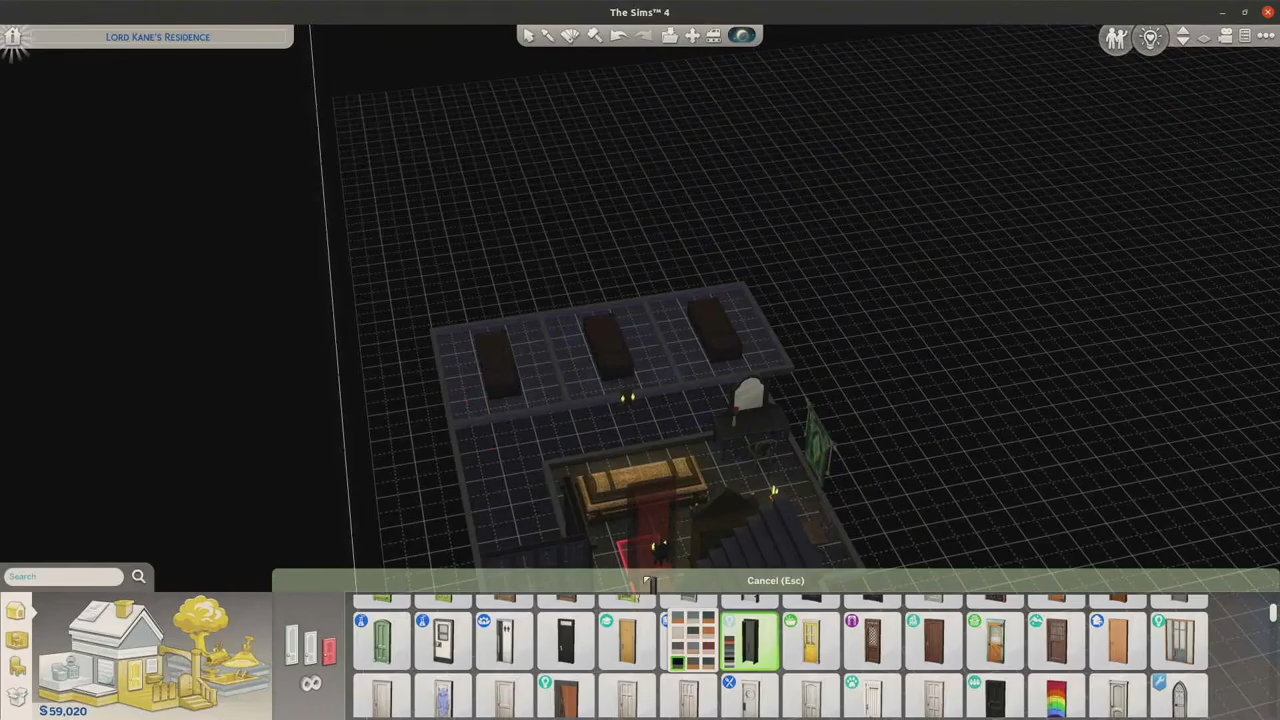 The Sims™ 4
LORD KANE'S RESIDENCE
Cancel (Esc)
Search
§59,020